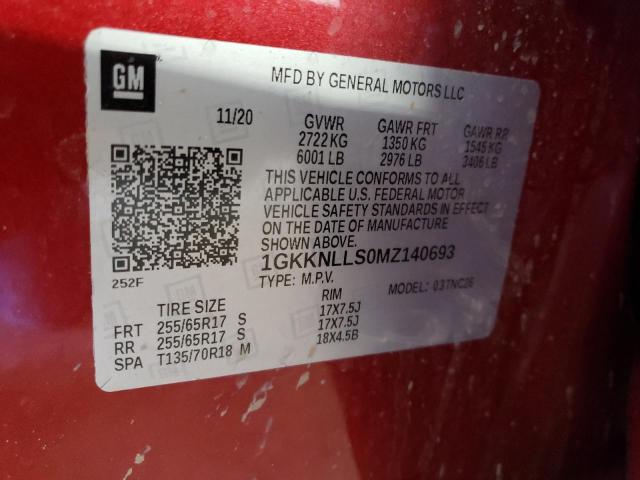 GM
MFD BY GENERAL MOTORS LLC
11/20 GVWR GAWR FRT GAWR RR
2722 KG 1350 KG 1545 KG
6001 LB 2976 LB 3406 LB
THIS VEHICLE CONFORMS TO ALL
APPLICABLE U.S. FEDERAL MOTOR
VEHICLE SAFETY STANDARDS IN EFFECT
ON THE DATE OF MANUFACTURE
SHOWN ABOVE.
1GKKNLLS0MZ140693
252F
TYPE: M.P.V. MODEL: 03TNC26
TIRE SIZE RIM
FRT 255/65R17 S 17X7.5J
RR 255/65R17 S 17X7.5J
SPA T135/70R18 M 18X4.5B